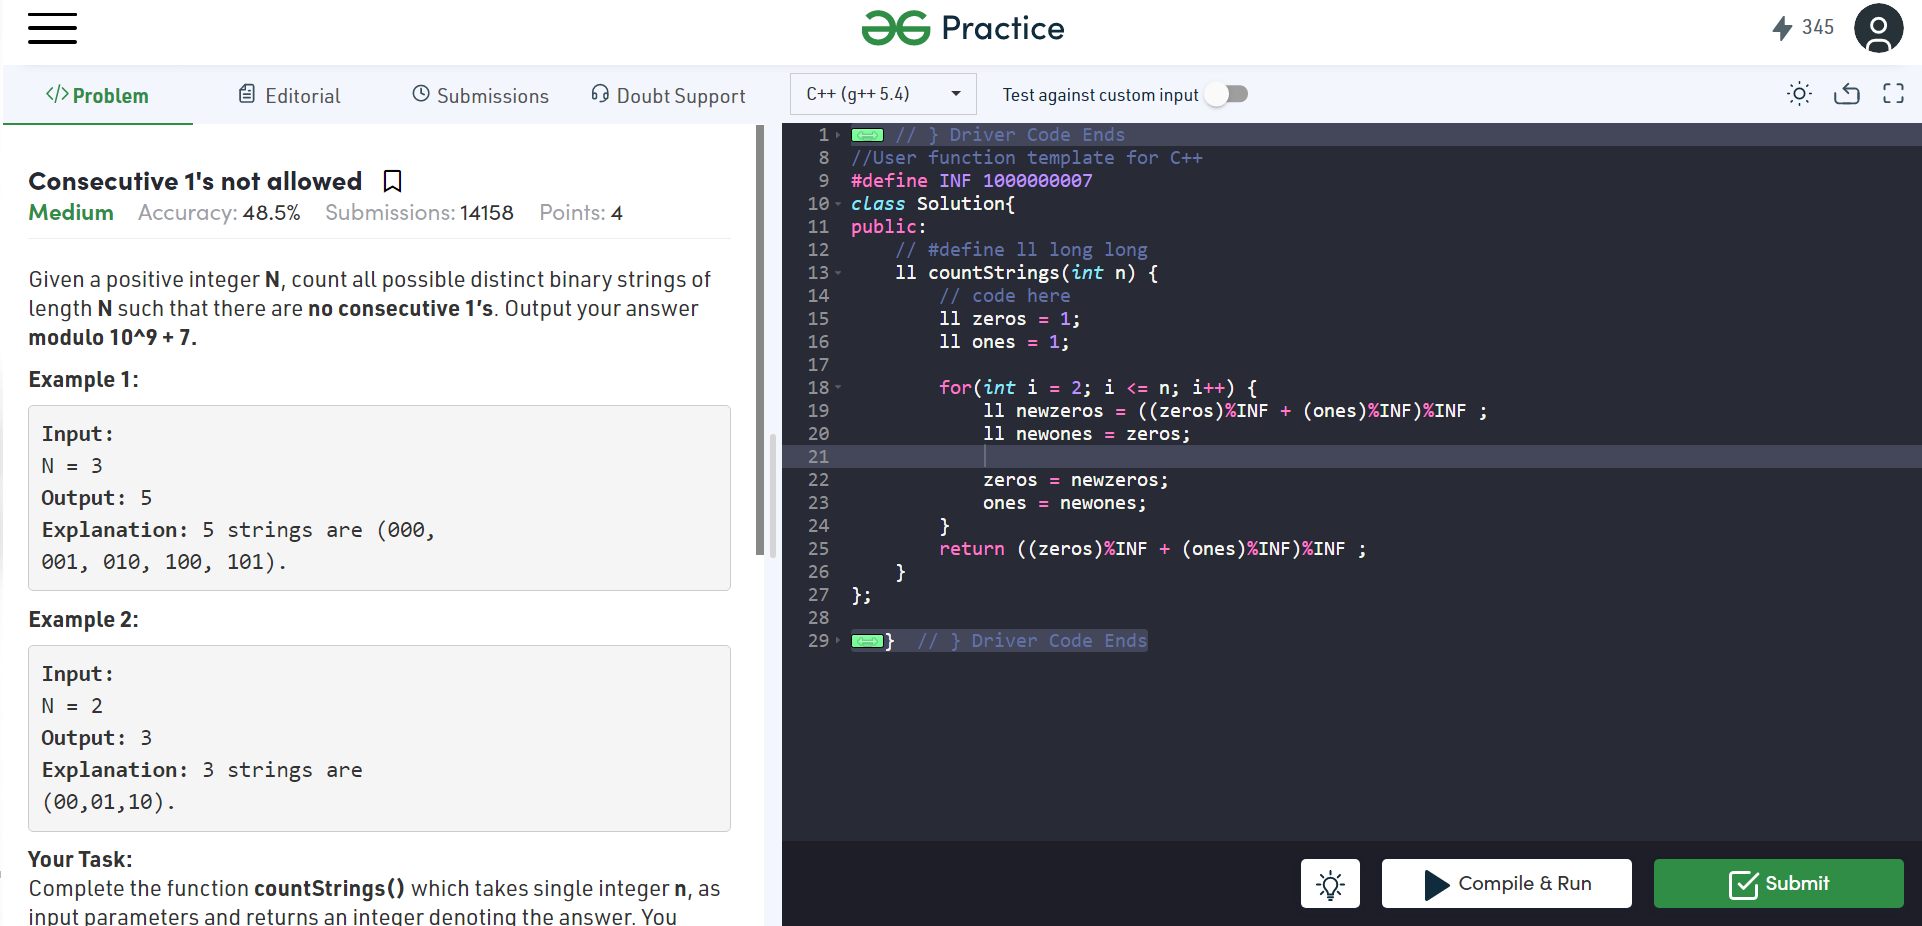 Practice
345
</> Problem
Editorial
Submissions
Doubt Support
C++ (g++ 5.4)
Test against custom input
Consecutive 1's not allowed
Medium Accuracy: 48.5% Submissions: 14158 Points: 4
Given a positive integer N, count all possible distinct binary strings of
length N such that there are no consecutive 1's. Output your answer
modulo 10^9 + 7.
Example 1:
Input:
N = 3
Output: 5
Explanation: 5 strings are (000,
001, 010, 100, 101).
Example 2:
Input:
N = 2
Output: 3
Explanation: 3 strings are
(00,01,10).
Your Task:
Complete the function countStrings() which takes single integer n, as
input parameters and returns an integer denoting the answer. You
1 // } Driver Code Ends
8 //User function template for C++
9 #define INF 1000000007
10 class Solution{
11 public:
12 // #define ll long long
13 ll countStrings(int n) {
14 // code here
15 ll zeros = 1;
16 ll ones = 1;
17
18 for(int i = 2; i <= n; i++) {
19 ll newzeros = ((zeros)%INF + (ones)%INF)%INF ;
20 ll newones = zeros;
21
22 zeros = newzeros;
23 ones = newones;
24 }
25 return ((zeros)%INF + (ones)%INF)%INF ;
26 }
27 };
28
29 } // } Driver Code Ends
Compile & Run
Submit